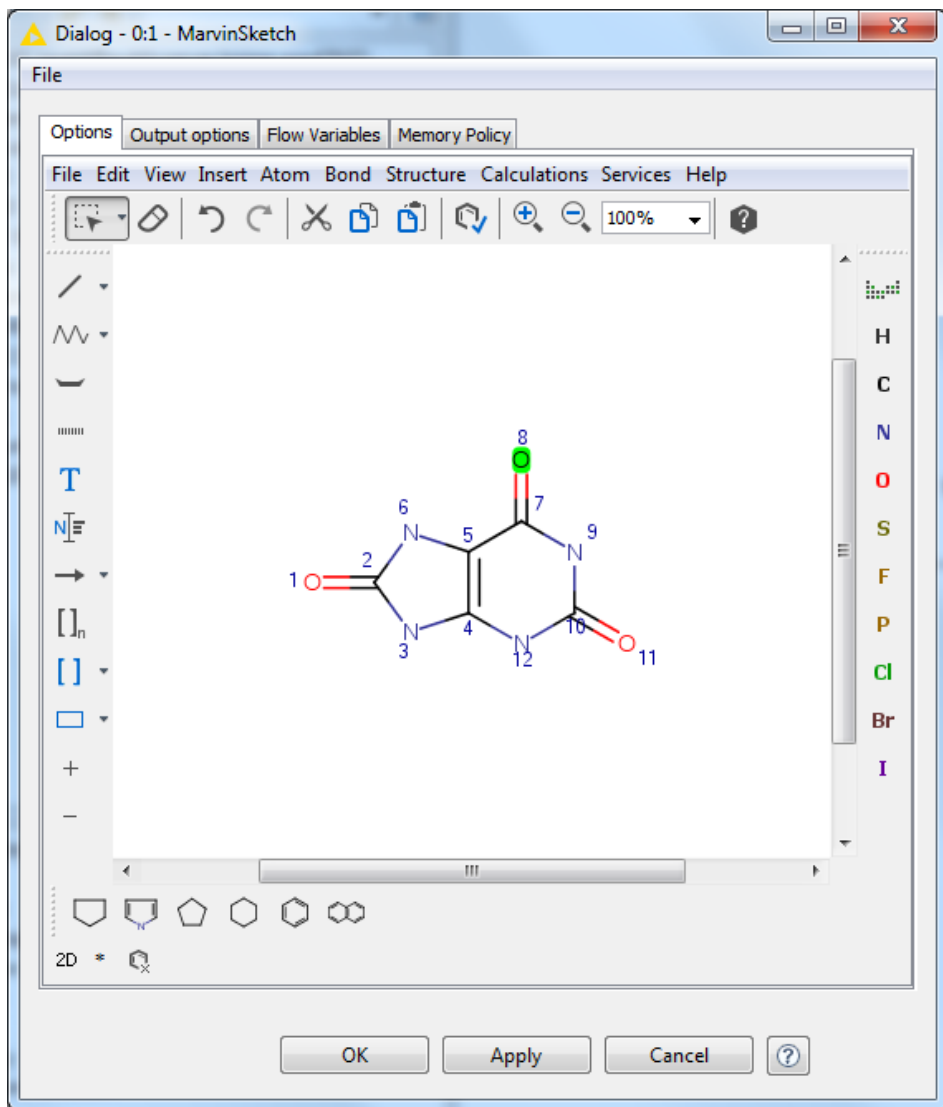 Dialog - 0:1 - MarvinSketch
File
Options Output options Flow Variables Memory Policy
File Edit View Insert Atom Bond Structure Calculations Services Help
100% ?
H
C
N
O
S
F
P
Cl
Br
I
T
N
[ ]n
[ ]
+
−
8
O
7
6
N
5
9
N
2
1 O
N
3
4
10
N
12
O
11
N
2D *
OK Apply Cancel ?